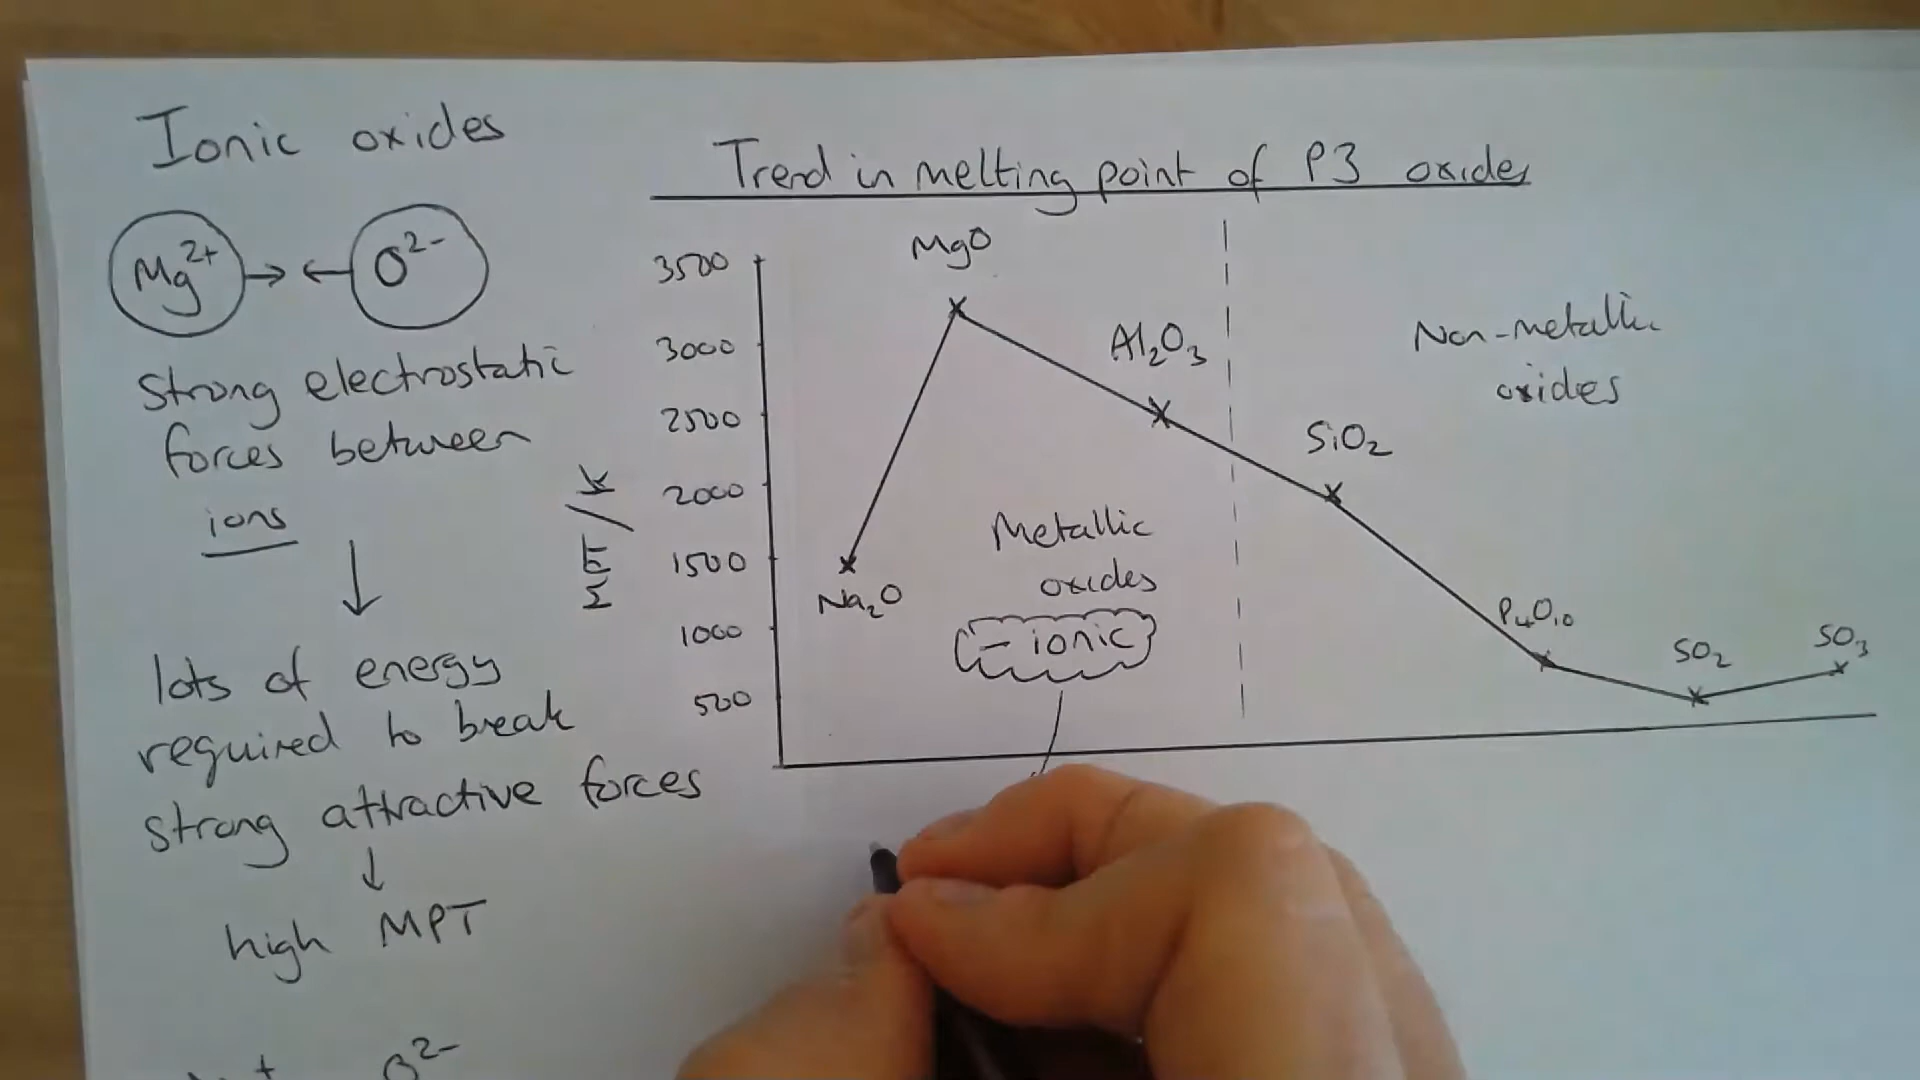 Ionic oxides
Mg²⁺ → ← O²⁻
Strong electrostatic
forces between
ions
↓
lots of energy
required to break
strong attractive forces
↓
high MPT
O²⁻
Trend in melting point of P3 oxides
MPT / K
3500
3000
2500
2000
1500
1000
500
Na₂O
MgO
Al₂O₃
SiO₂
P₄O₁₀
SO₂
SO₃
Metallic
oxides
- ionic
Non-metallic
oxides